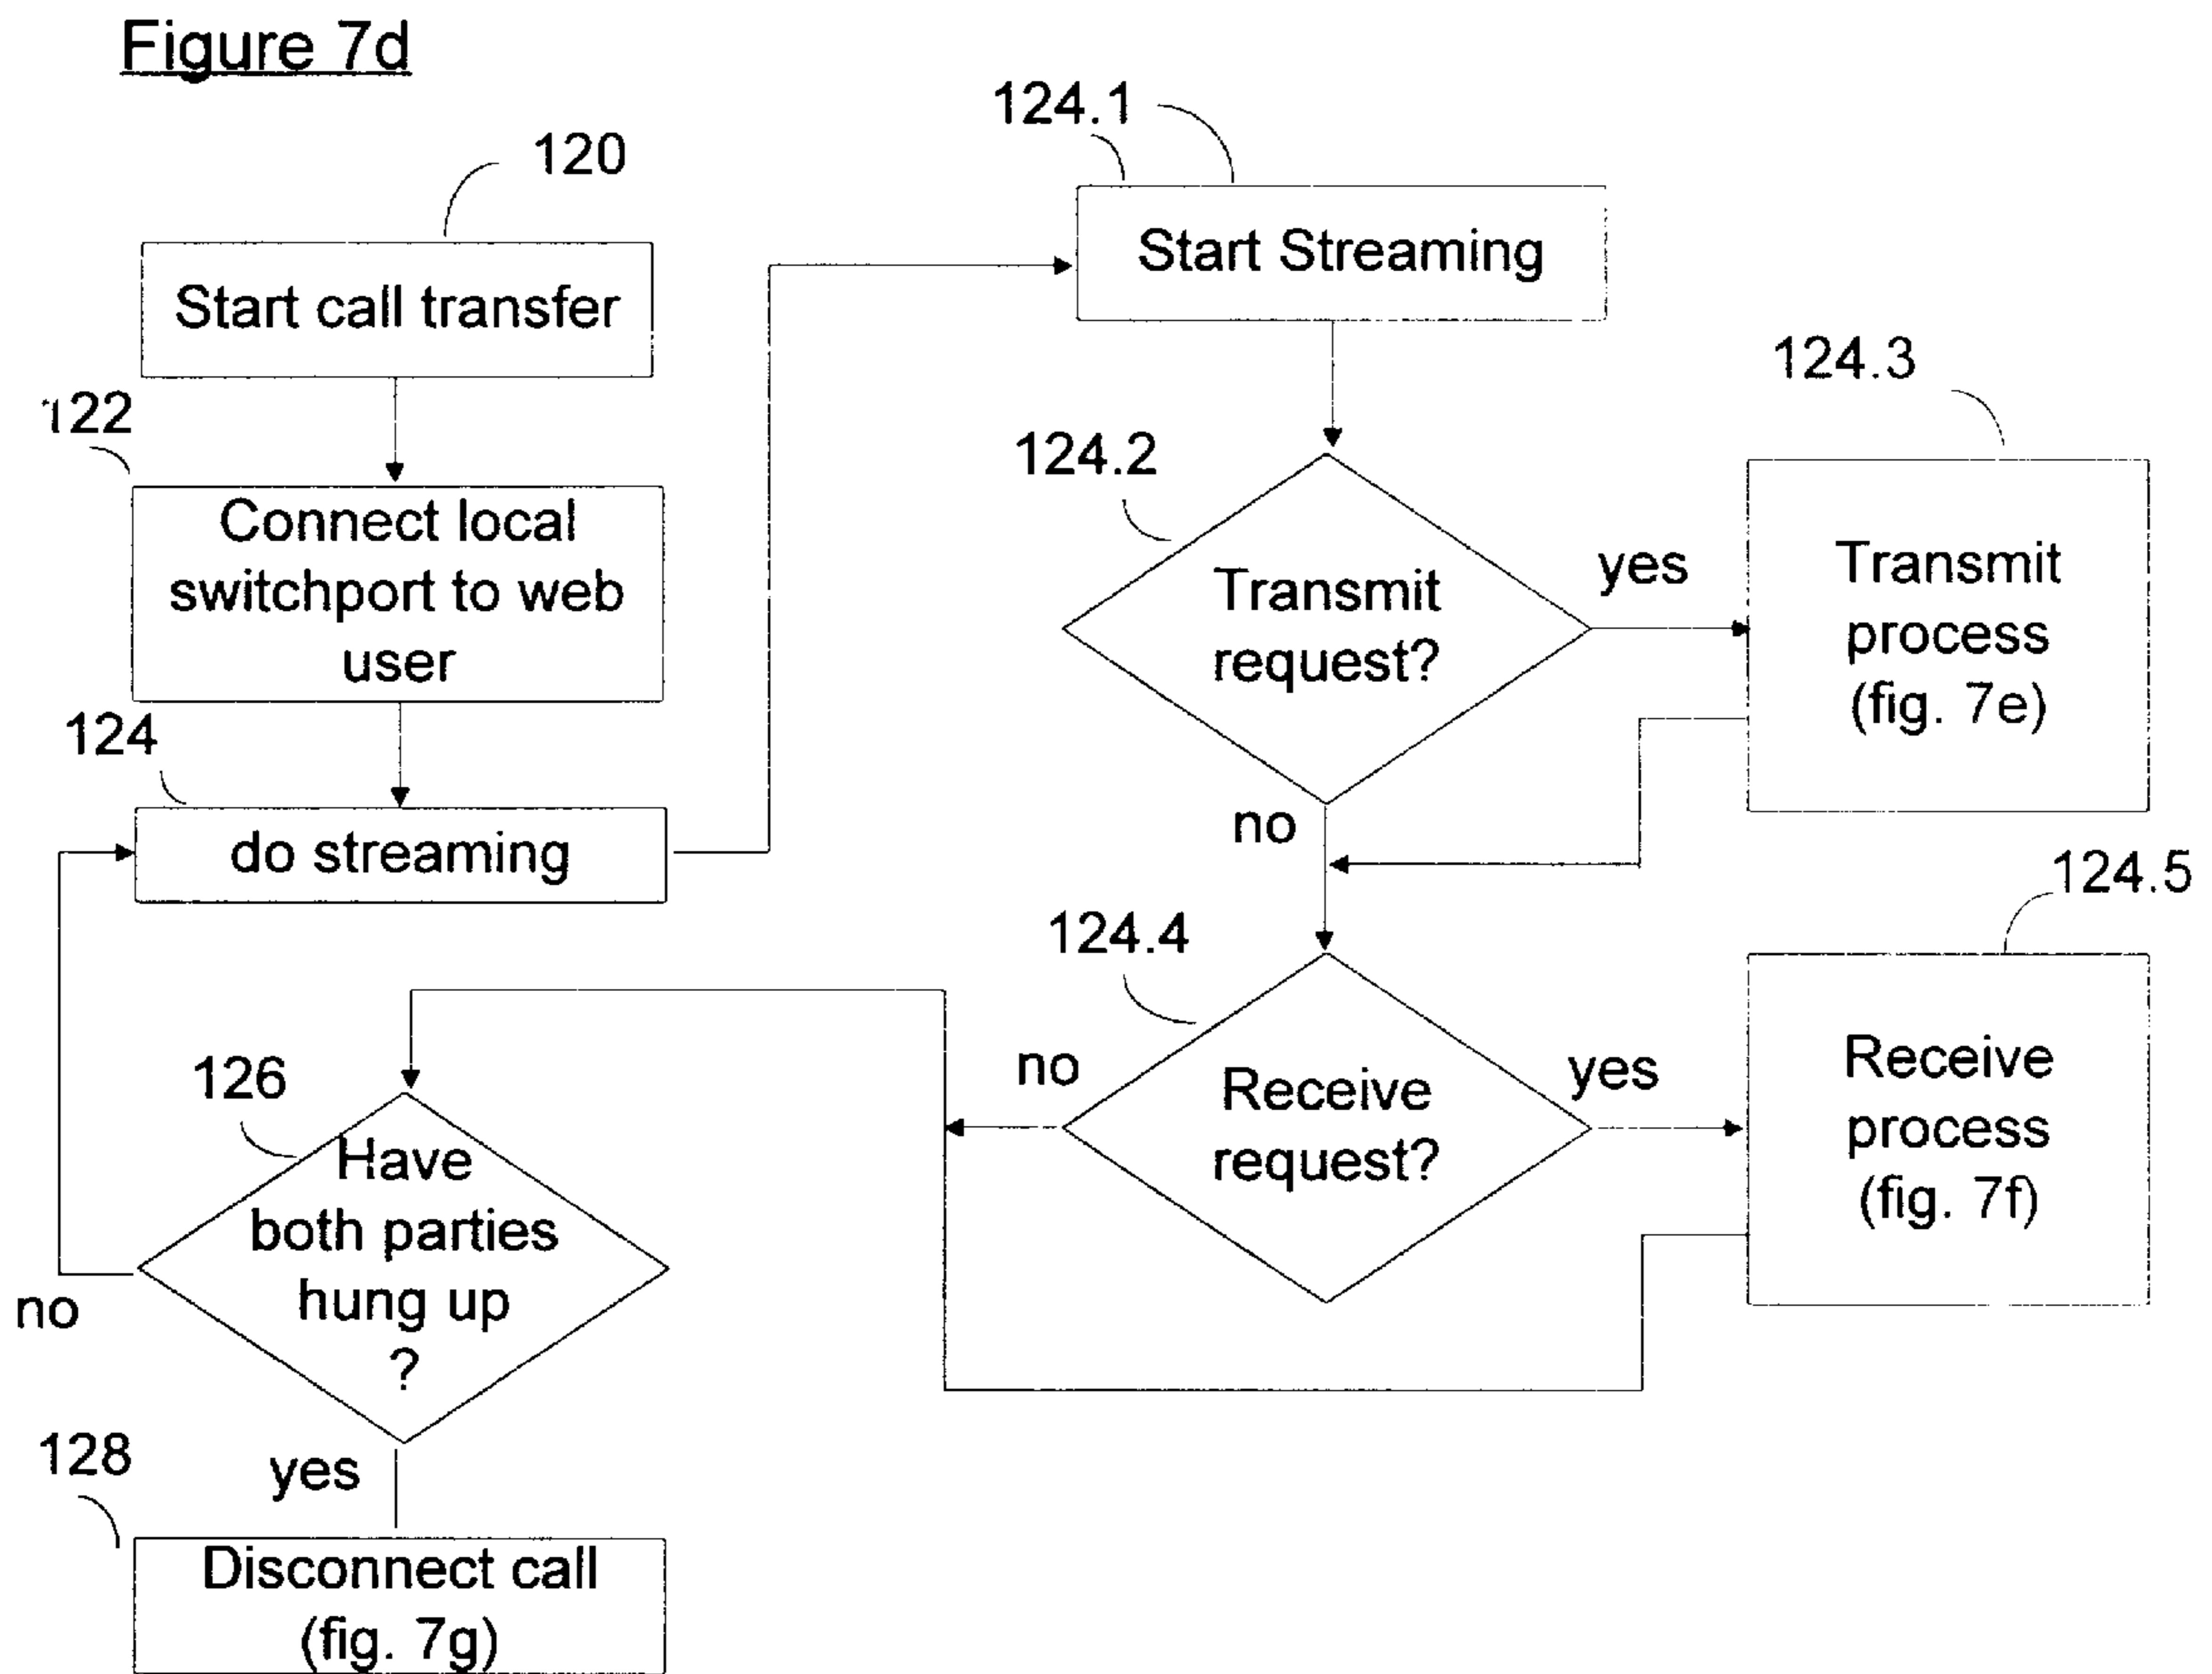 Figure 7d
120
Start call transfer
122
Connect local
switchport to web
user
124
do streaming
124.1
Start Streaming
124.2
Transmit
request?
yes
no
124.3
Transmit
process
(fig. 7e)
124.4
Receive
request?
yes
no
124.5
Receive
process
(fig. 7f)
126
Have
both parties
hung up
?
no
yes
128
Disconnect call
(fig. 7g)